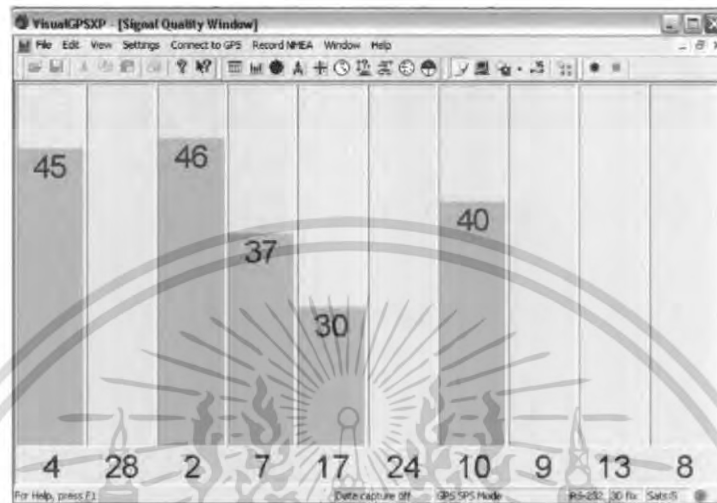 VisualGPSXP - [Signal Quality Window]
File Edit View Settings Connect to GPS Record NMEA Window Help
45 46 37 30 40
4 28 2 7 17 24 10 9 13 8
For Help, press F1 Data capture off GPS SPS Mode RS-232 3D fix Sats:5